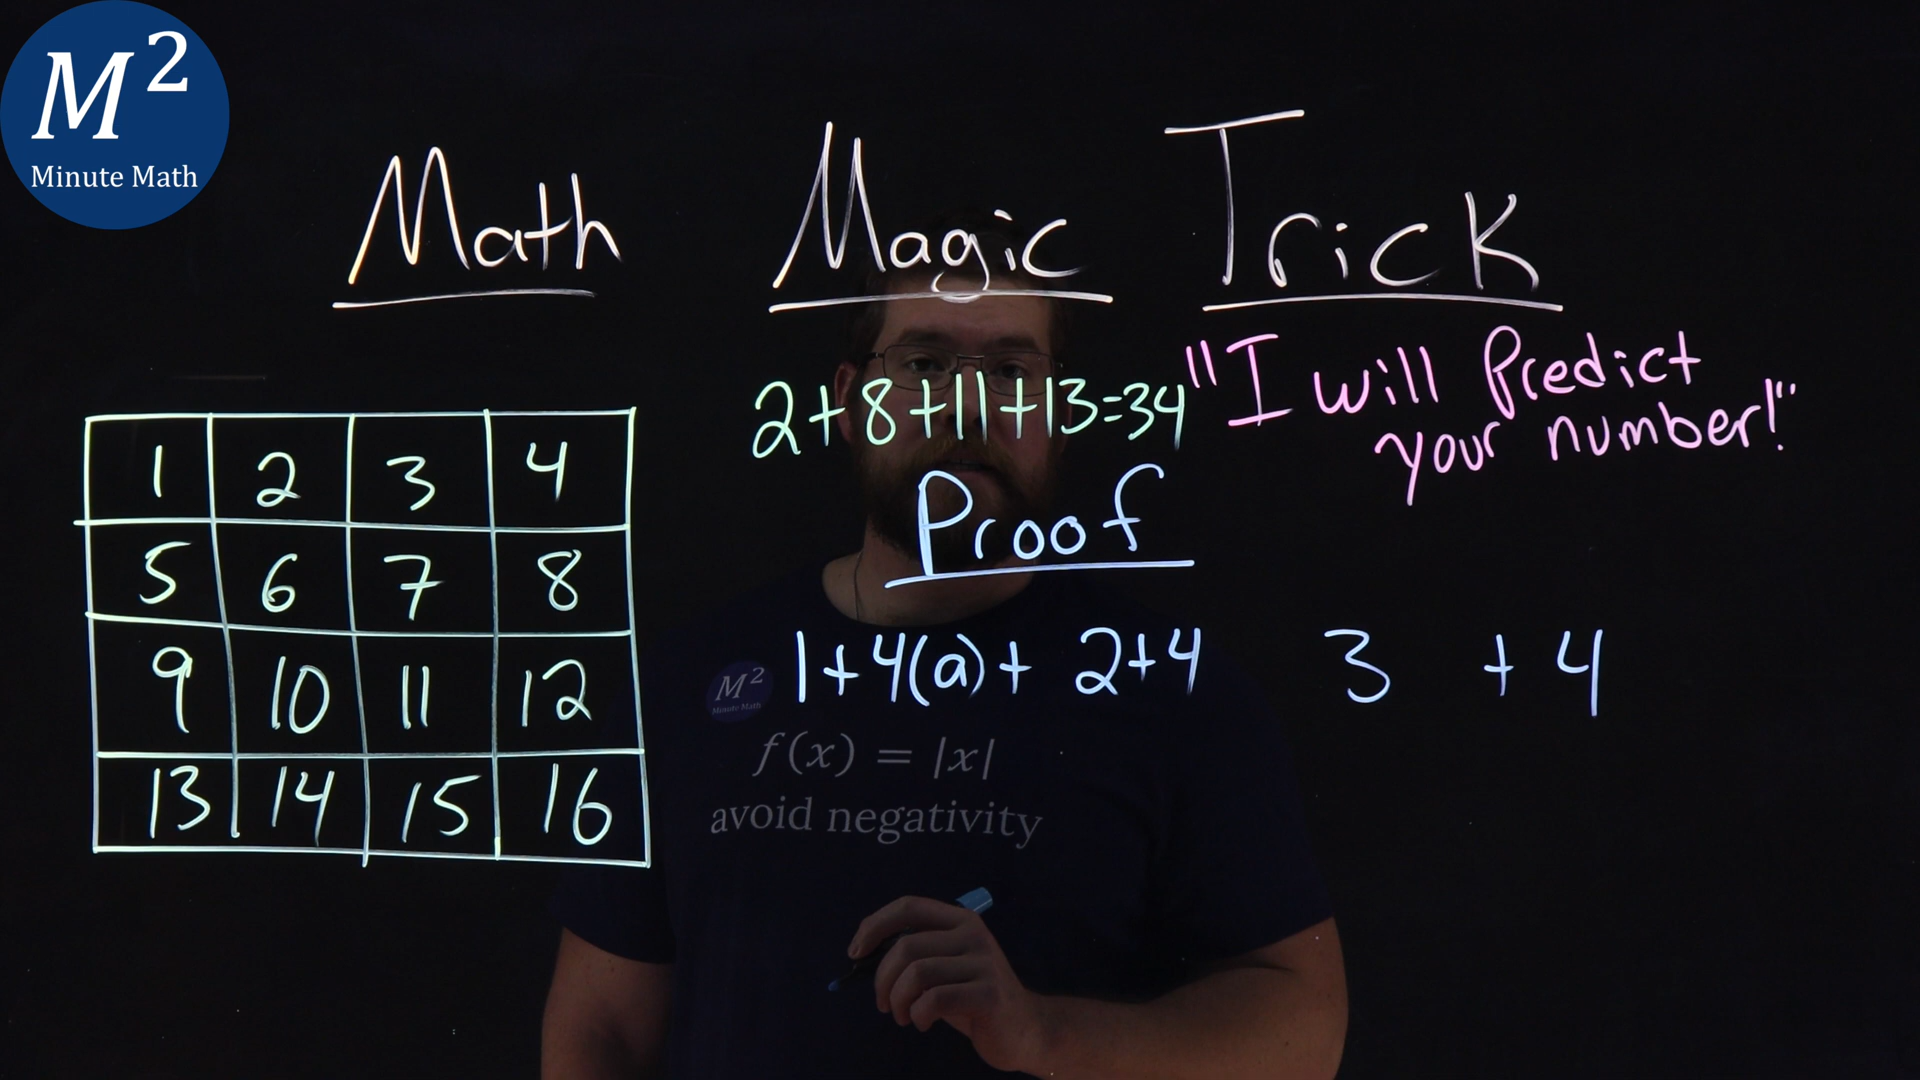 M²
Minute Math
Math Magic Trick
"I will Predict
your number!"
2+8+11+13=34
Proof
1 2 3 4
5 6 7 8
9 10 11 12
13 14 15 16
1+4(a)+ 2+4 3 +4
M²
Minute Math
f(x) = |x|
avoid negativity